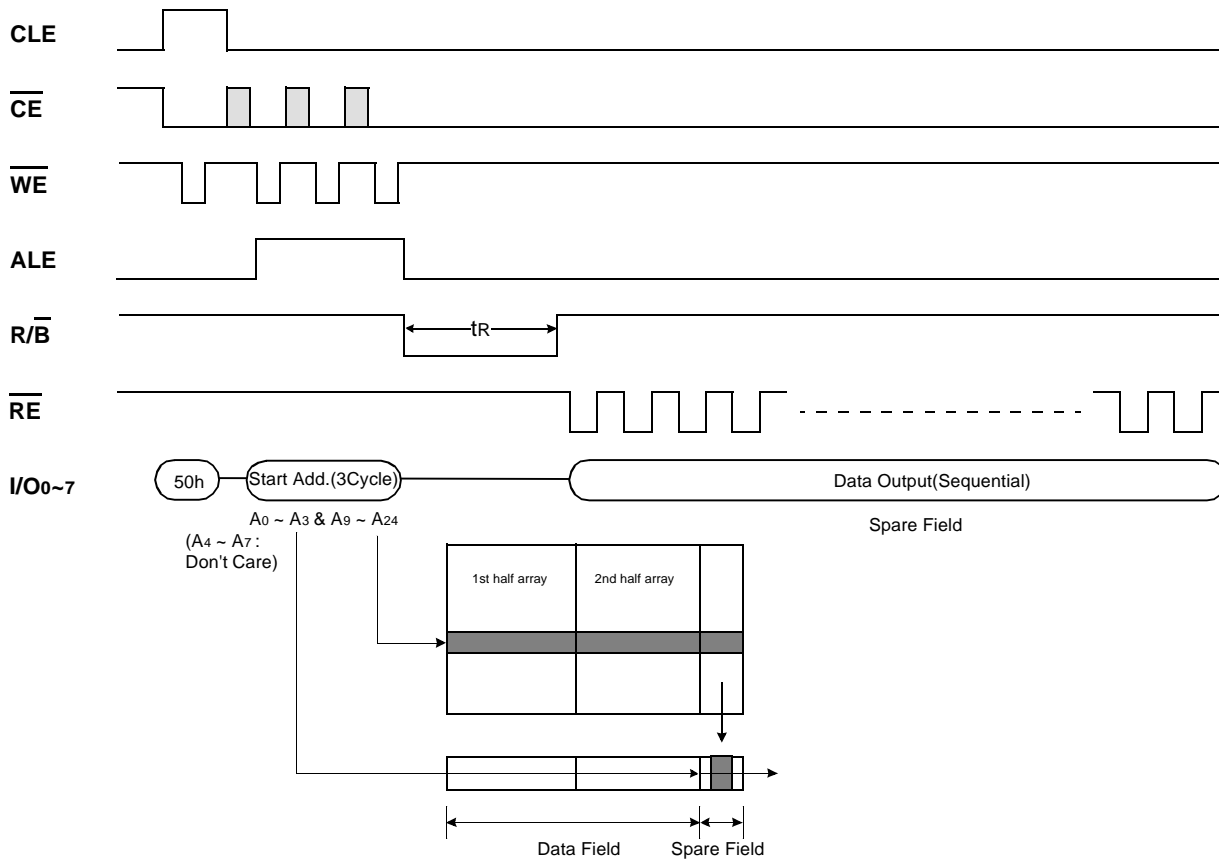 CLE
CE
WE
ALE
R/B
tR
RE
I/O0~7
50h
Start Add.(3Cycle)
Data Output(Sequential)
A0 ~ A3 & A9 ~ A24
Spare Field
(A4 ~ A7 :
Don't Care)
1st half array
2nd half array
Data Field
Spare Field